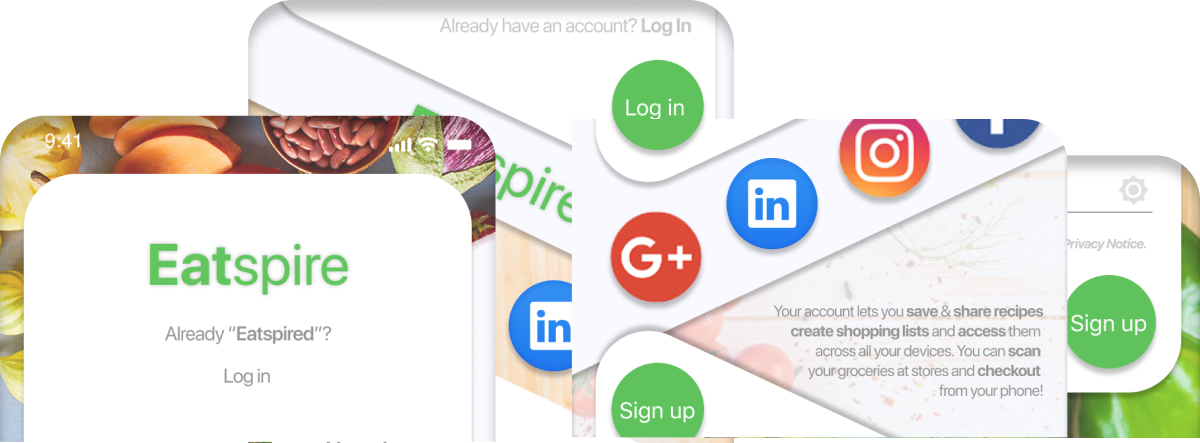 Already have an account? Log In
Log in
9:41
spire
Eatspire
Already “Eatspired”?
Log in
in
in
G+
Privacy Notice.
Your account lets you save & share recipes
create shopping lists and access them
across all your devices. You can scan
your groceries at stores and checkout
from your phone!
Sign up
Sign up